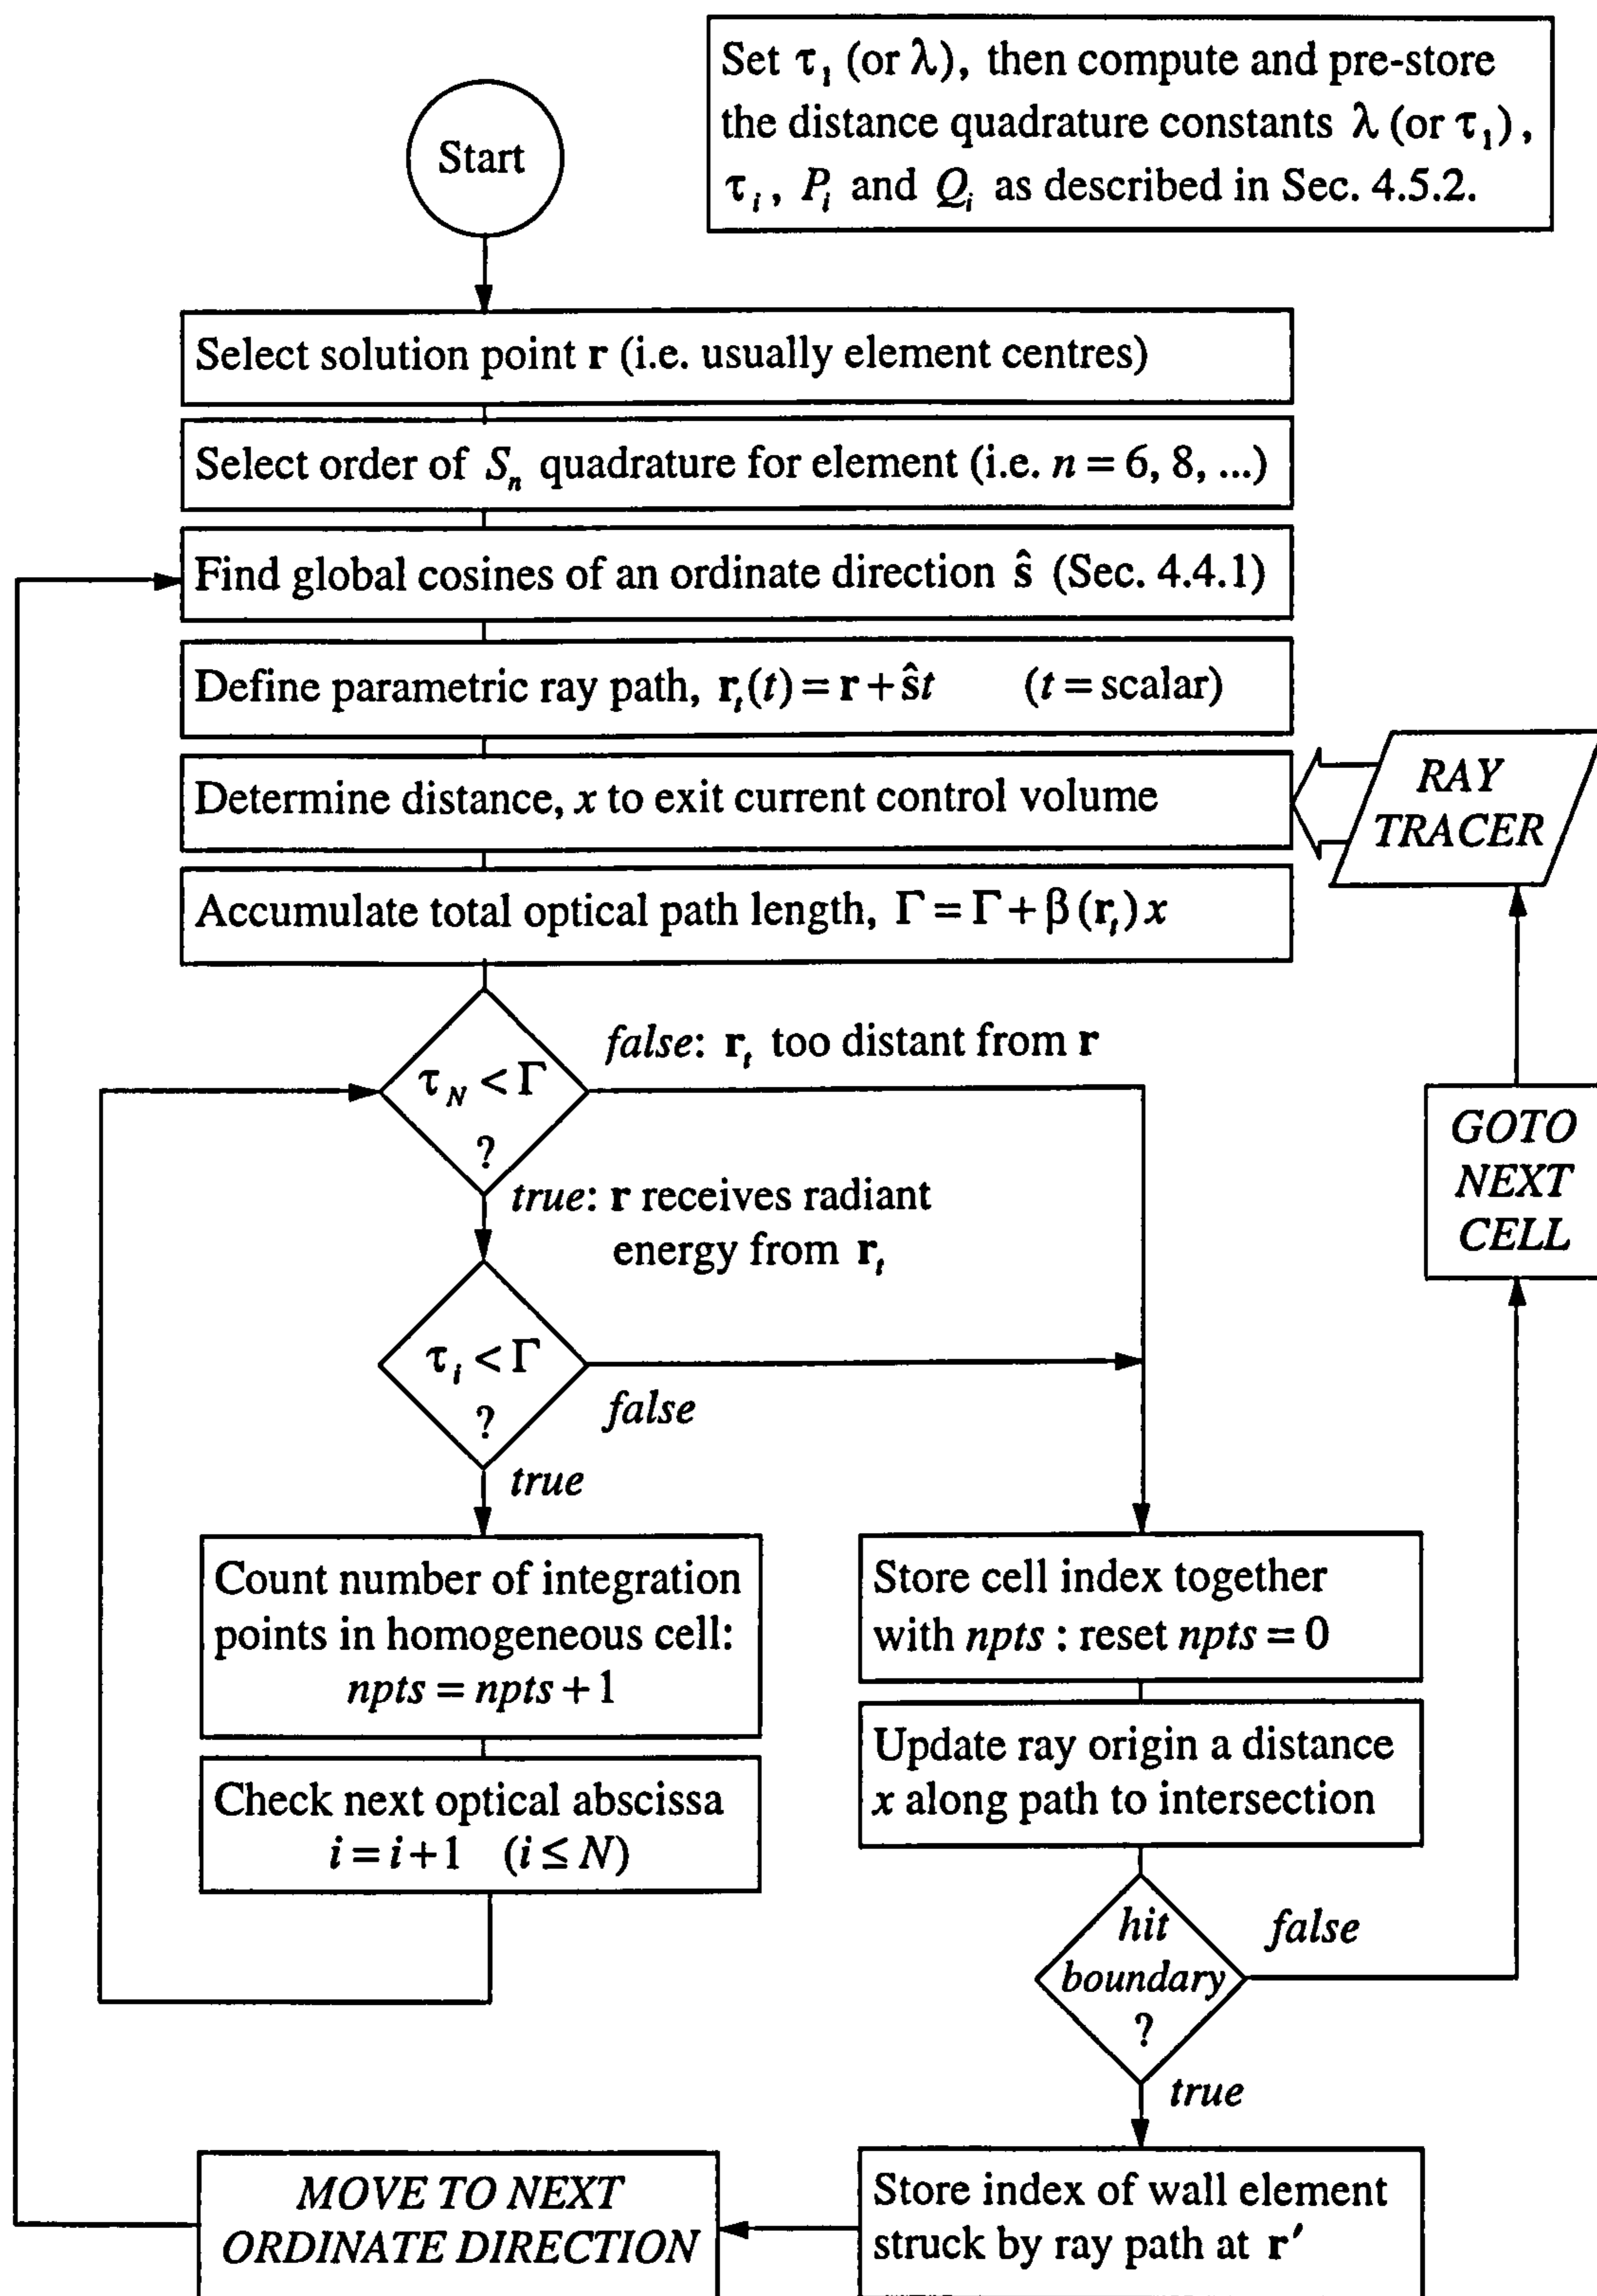 Set τ₁ (or λ), then compute and pre-store
the distance quadrature constants λ (or τ₁),
τᵢ, Pᵢ and Qᵢ as described in Sec. 4.5.2.
Start
Select solution point r (i.e. usually element centres)
Select order of Sₙ quadrature for element (i.e. n = 6, 8, ...)
Find global cosines of an ordinate direction ŝ (Sec. 4.4.1)
Define parametric ray path, rₜ(t) = r + ŝt (t = scalar)
Determine distance, x to exit current control volume
RAY
TRACER
Accumulate total optical path length, Γ = Γ + β(rₜ)x
τ_N < Γ
?
false: rₜ too distant from r
true: r receives radiant
energy from rₜ
GOTO
NEXT
CELL
τᵢ < Γ
?
false
true
Count number of integration
points in homogeneous cell:
npts = npts + 1
Check next optical abscissa
i = i+1 (i ≤ N)
Store cell index together
with npts : reset npts = 0
Update ray origin a distance
x along path to intersection
hit
boundary
?
false
true
Store index of wall element
struck by ray path at r′
MOVE TO NEXT
ORDINATE DIRECTION